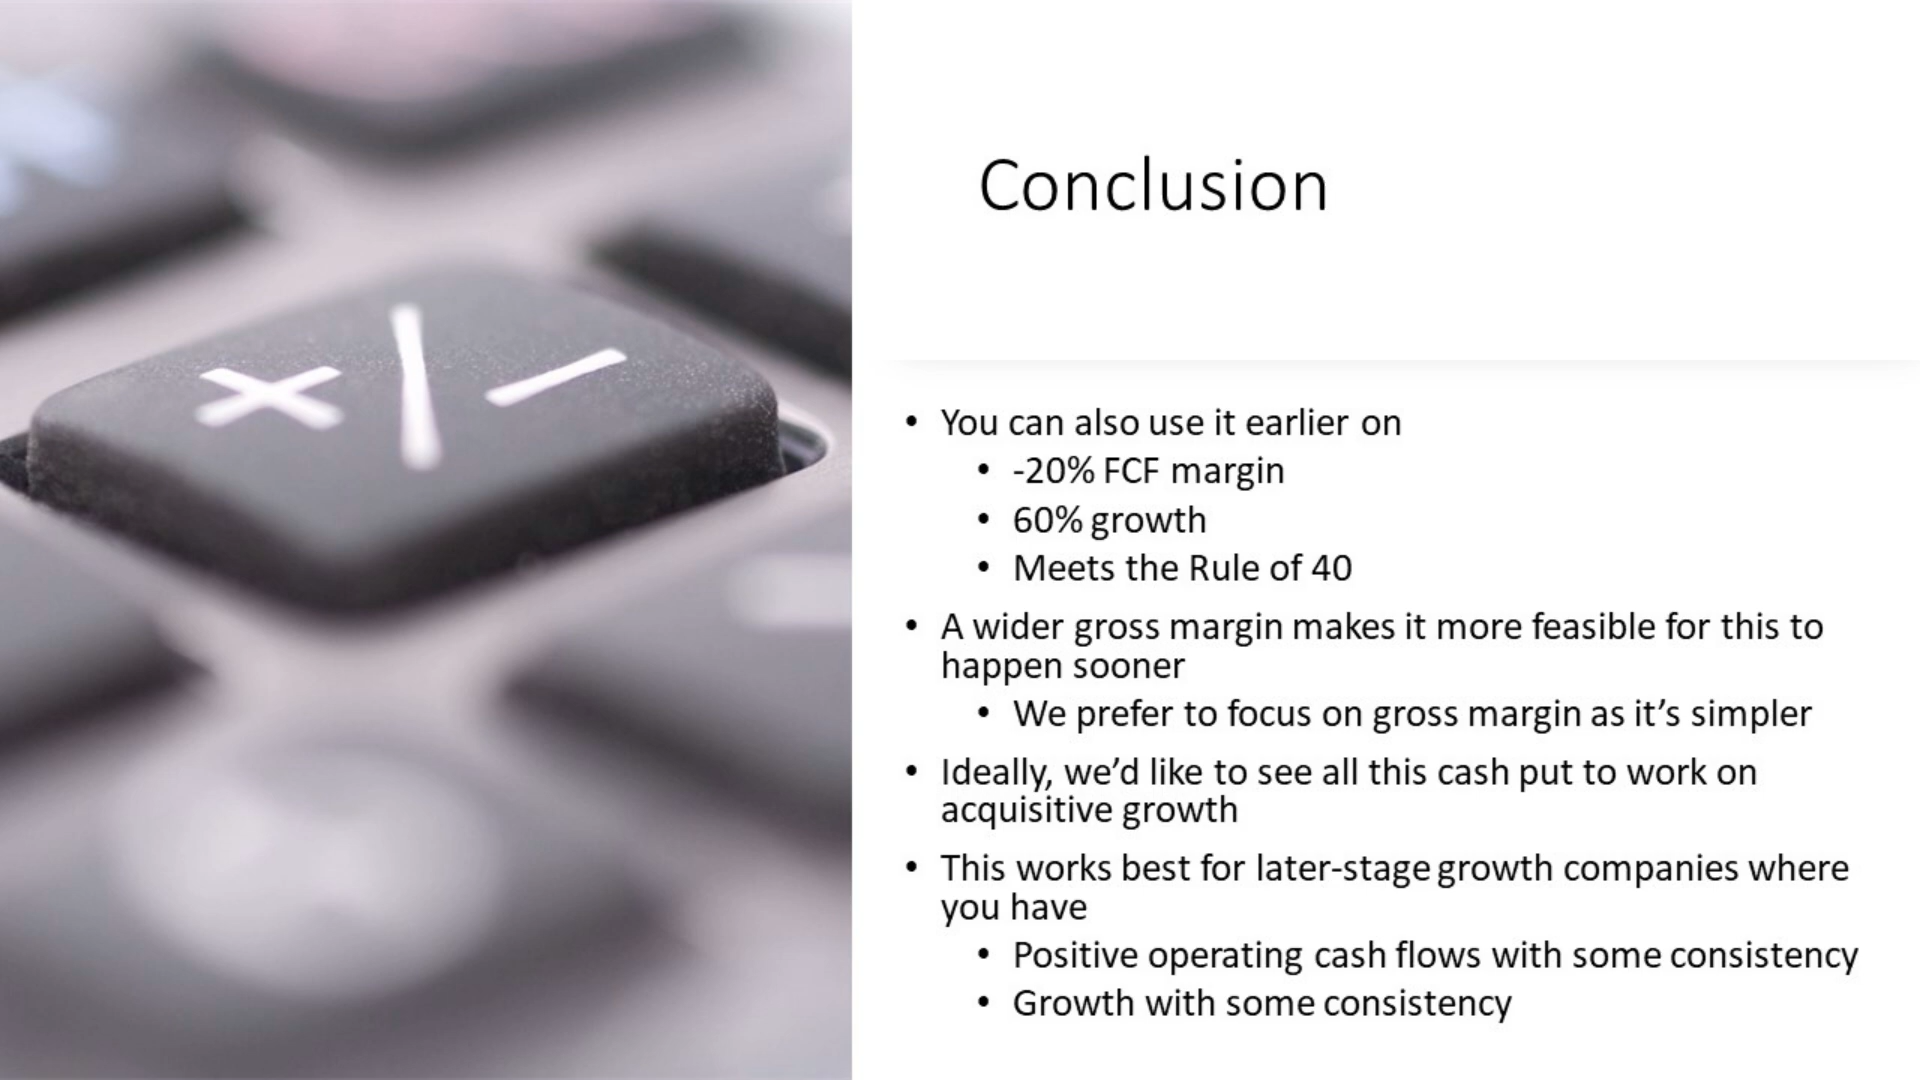 +/−
Conclusion
• You can also use it earlier on
• -20% FCF margin
• 60% growth
• Meets the Rule of 40
• A wider gross margin makes it more feasible for this to
happen sooner
• We prefer to focus on gross margin as it’s simpler
• Ideally, we’d like to see all this cash put to work on
acquisitive growth
• This works best for later-stage growth companies where
you have
• Positive operating cash flows with some consistency
• Growth with some consistency